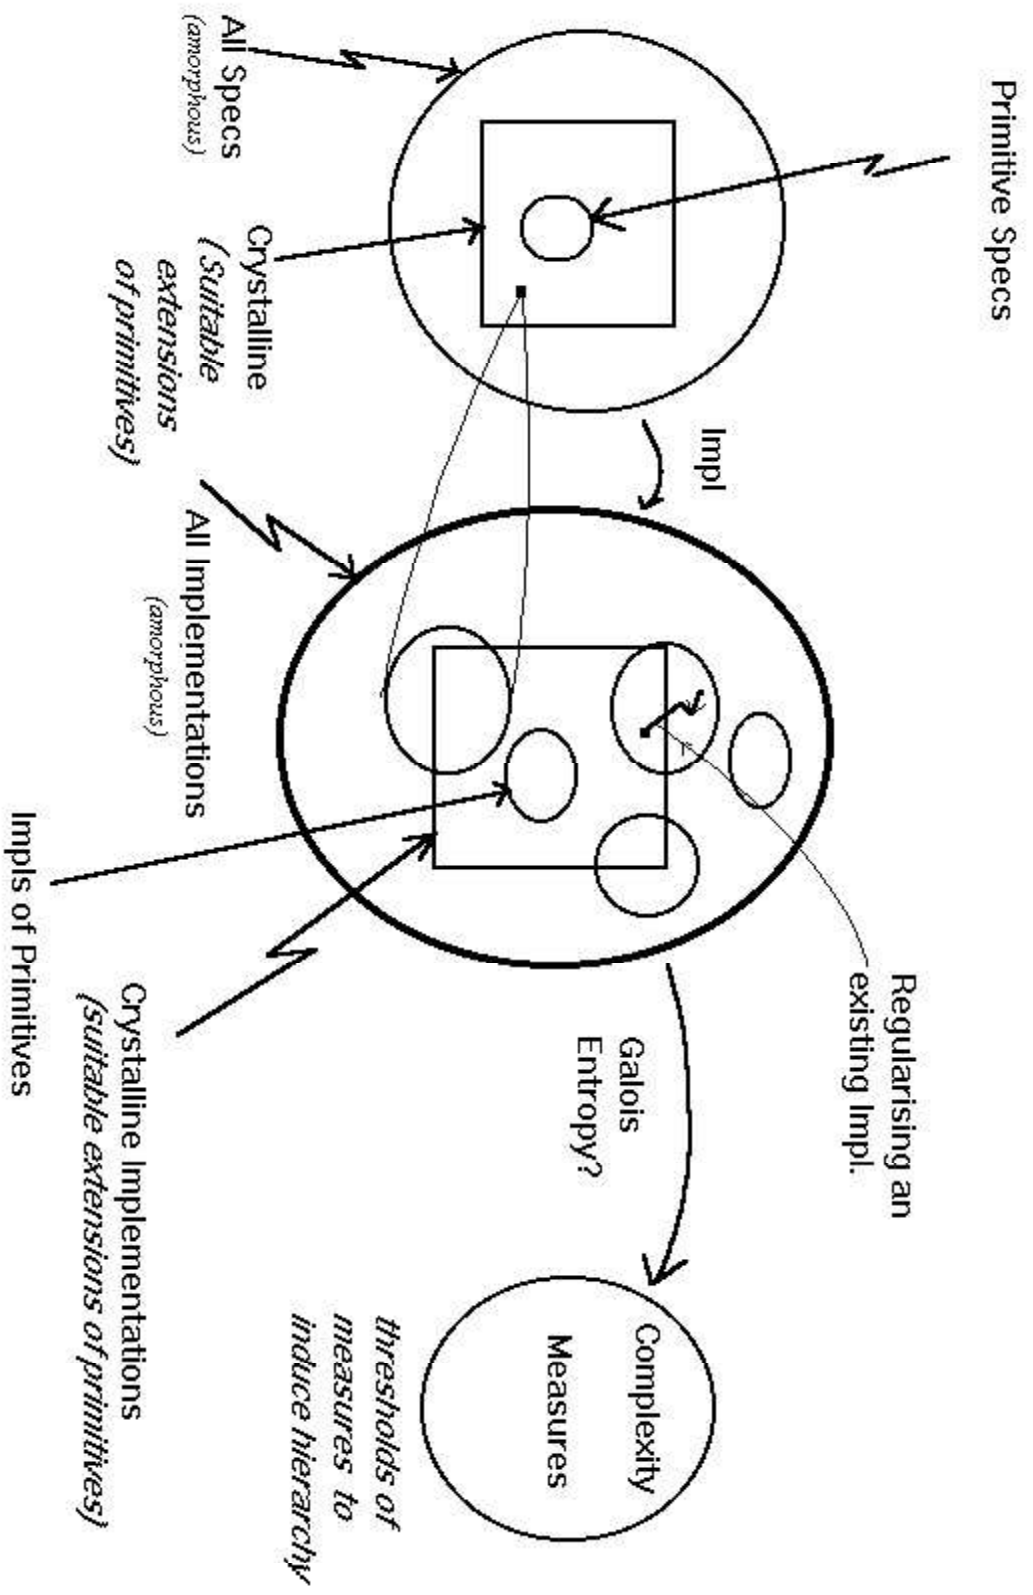 Primitive Specs
Impl
Regularising an
existing Impl.
All Specs
(amorphous)
Crystalline
(Suitable
extensions
of primitives)
All Implementations
(amorphous)
Galois
Entropy?
Complexity
Measures
thresholds of
measures to
induce hierarchy
Impls of Primitives
Crystalline Implementations
(suitable extensions of primitives)